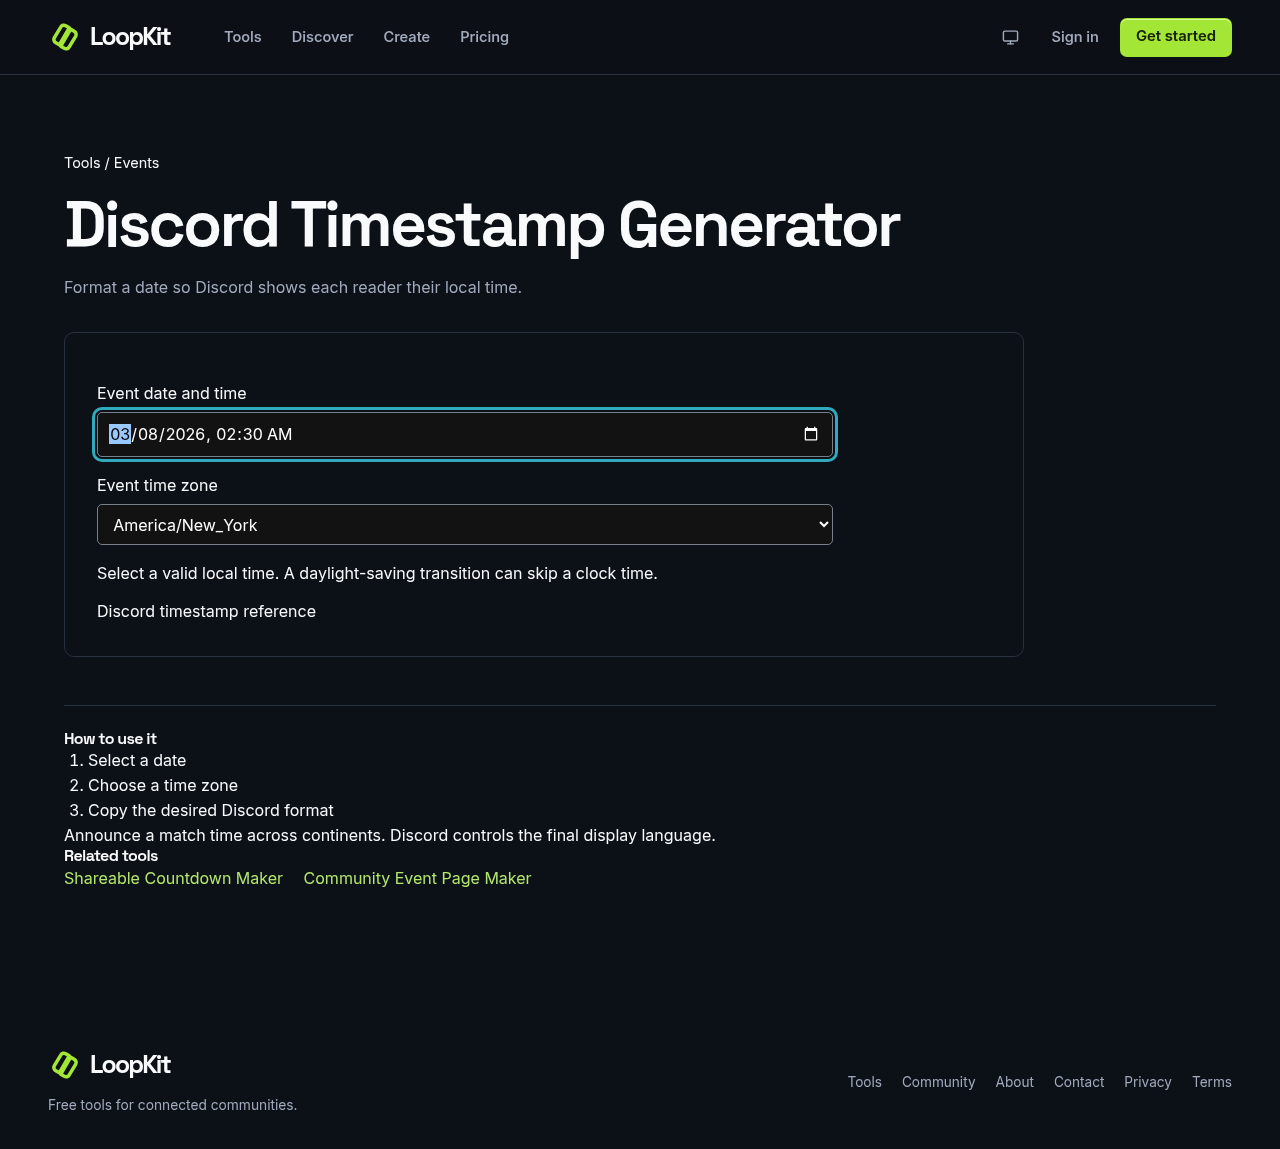 LoopKit
Tools
Discover
Create
Pricing
Sign in
Get started
Tools / Events
Discord Timestamp Generator
Format a date so Discord shows each reader their local time.
Event date and time
03/08/2026, 02:30 AM
Event time zone
America/New_York
Select a valid local time. A daylight-saving transition can skip a clock time.
Discord timestamp reference
How to use it
1. Select a date
2. Choose a time zone
3. Copy the desired Discord format
Announce a match time across continents. Discord controls the final display language.
Related tools
Shareable Countdown Maker
Community Event Page Maker
LoopKit
Free tools for connected communities.
Tools
Community
About
Contact
Privacy
Terms